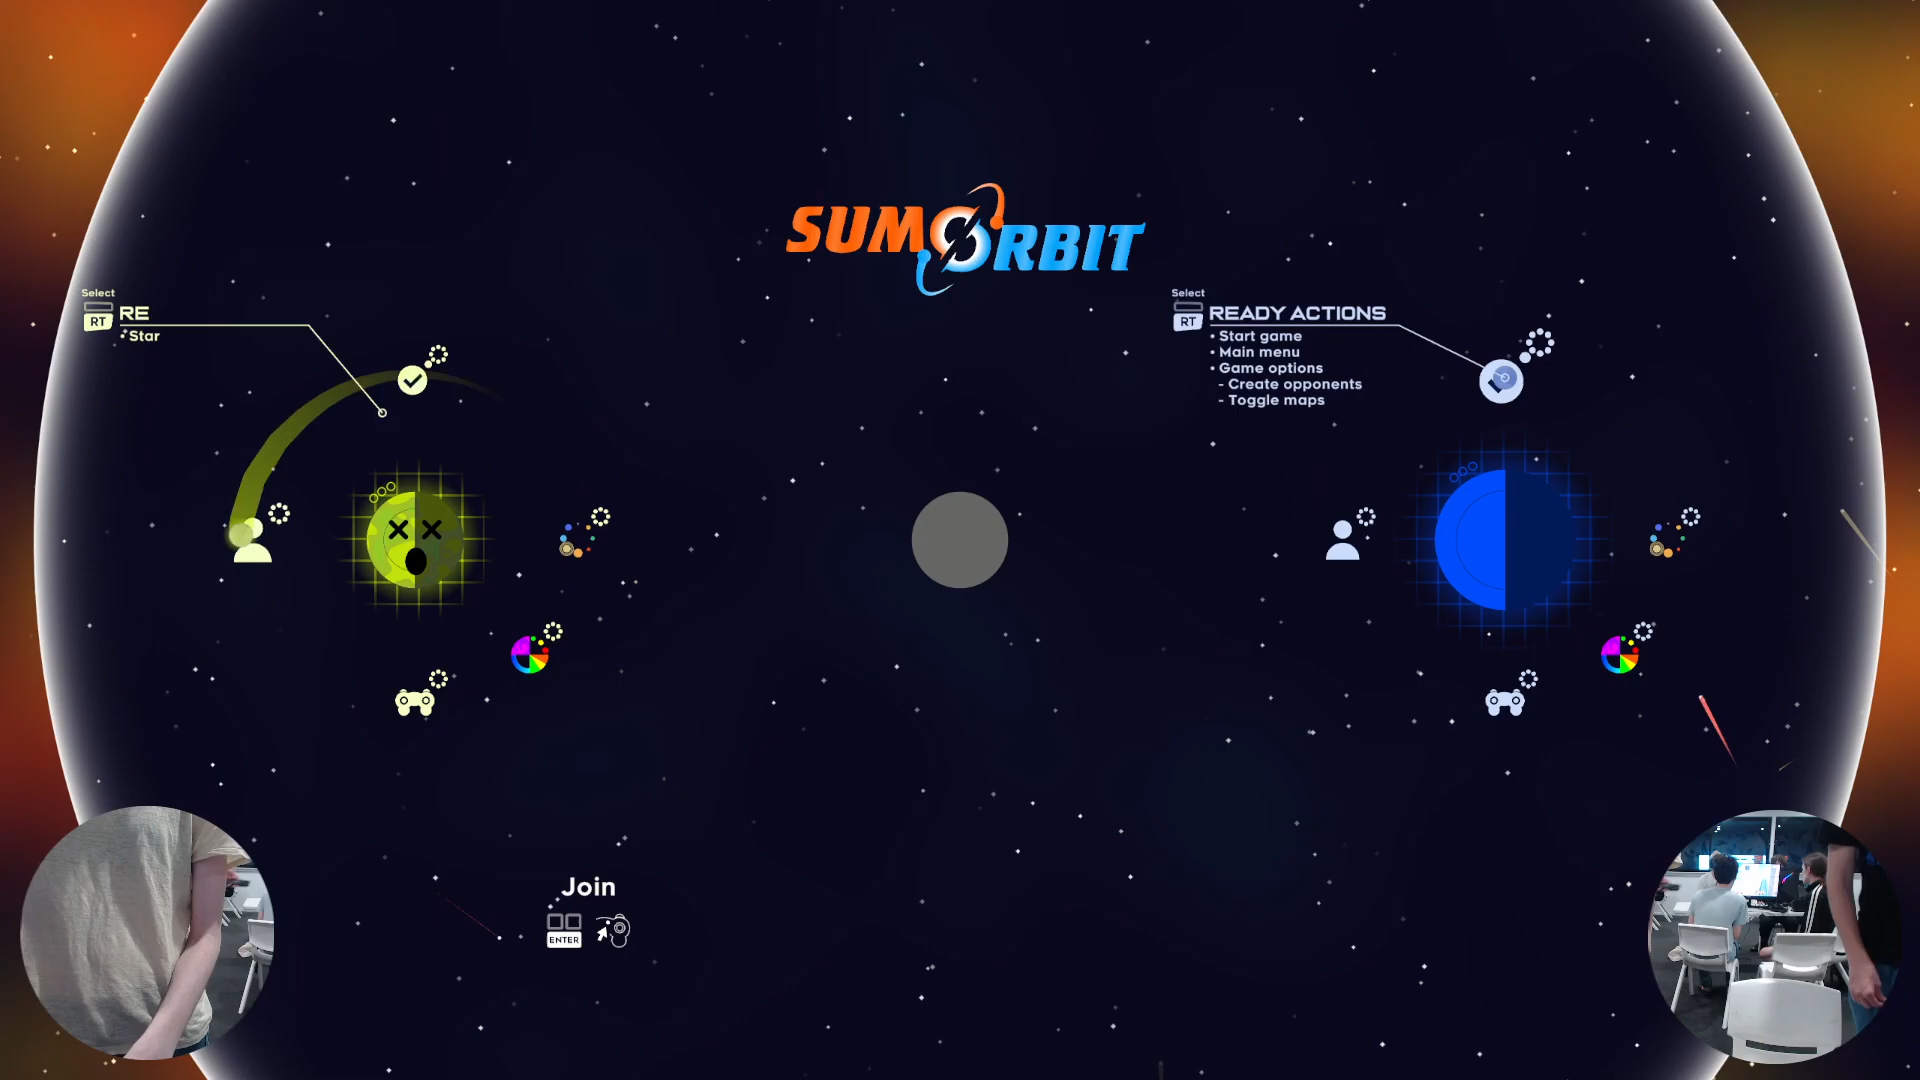 SUMORBIT
Select
RT
RE
• Star
Select
RT
READY ACTIONS
• Start game
• Main menu
• Game options
- Create opponents
- Toggle maps
Join
ENTER